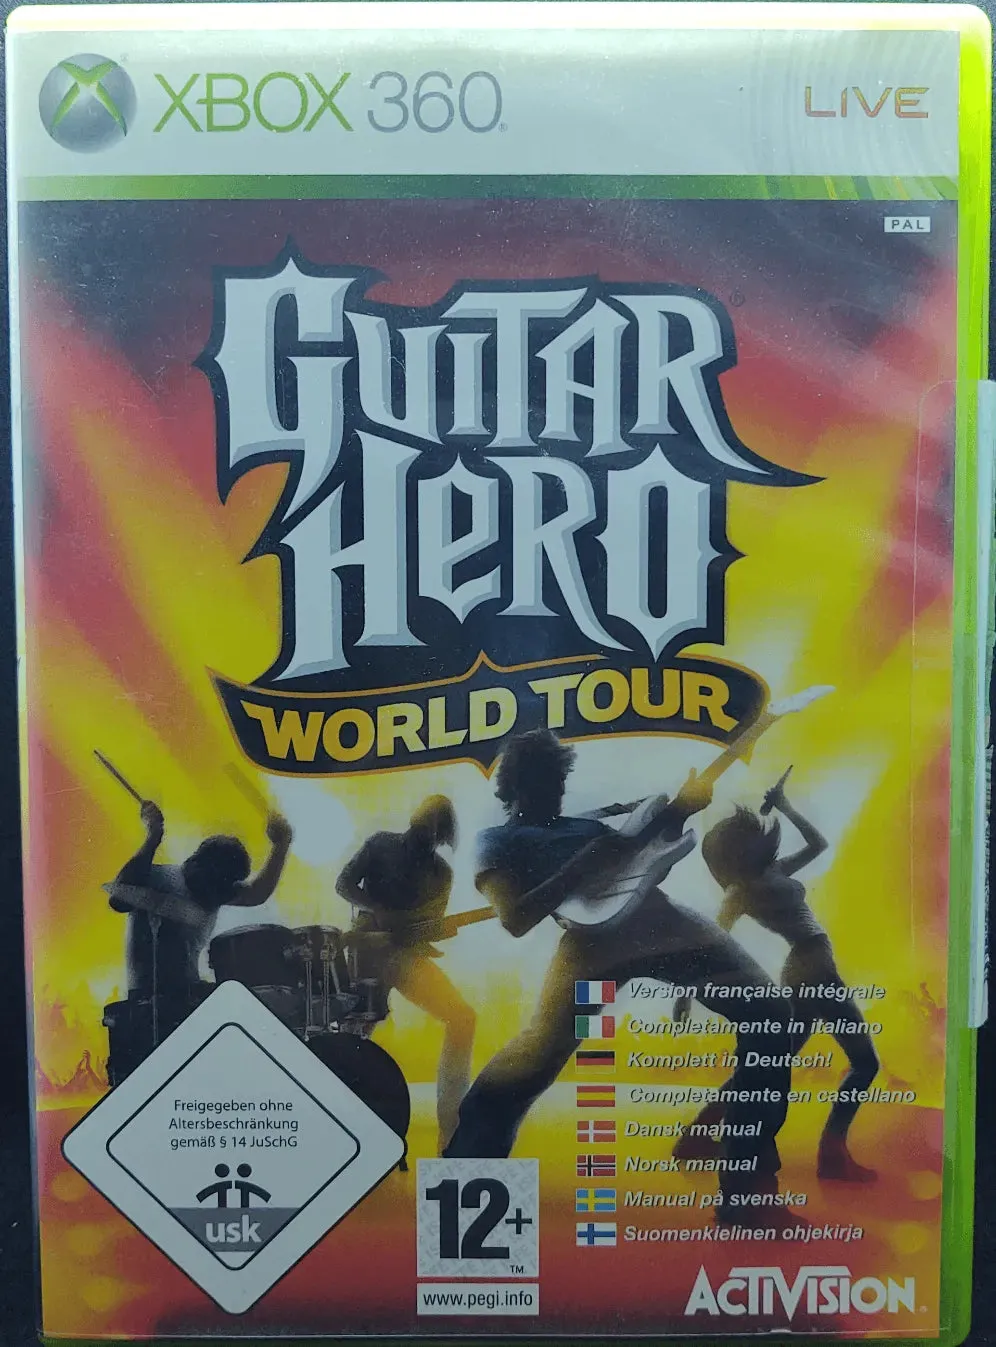 XBOX 360
LIVE
PAL
GUITAR
HERO
WORLD TOUR
Version française intégrale
Completamente in italiano
Komplett in Deutsch!
Completamente en castellano
Dansk manual
Norsk manual
Manual på svenska
Suomenkielinen ohjekirja
Freigegeben ohne
Altersbeschränkung
gemäß § 14 JuSchG
usk
12+
TM
www.pegi.info
ACTIVISION